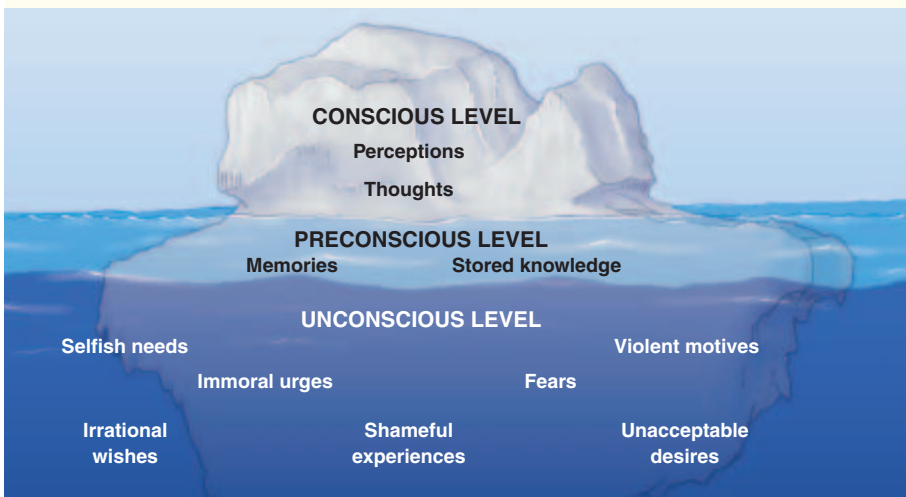 CONSCIOUS LEVEL
Perceptions
Thoughts
PRECONSCIOUS LEVEL
Memories Stored knowledge
UNCONSCIOUS LEVEL
Selfish needs Violent motives
Immoral urges Fears
Irrational
wishes
Shameful
experiences
Unacceptable
desires